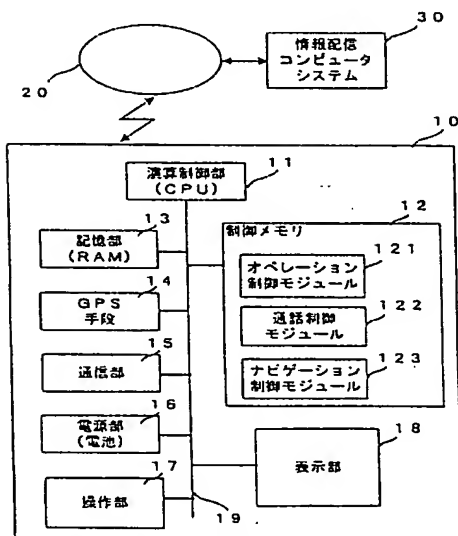 30
情報配信
コンピュータ
システム
20
10
演算制御部
(CPU)
11
12
制御メモリ
13
記憶部
(RAM)
121
オペレーション
制御モジュール
14
GPS
手段
122
通話制御
モジュール
15
通信部
123
ナビゲーション
制御モジュール
16
電源部
(電池)
18
表示部
17
操作部
19